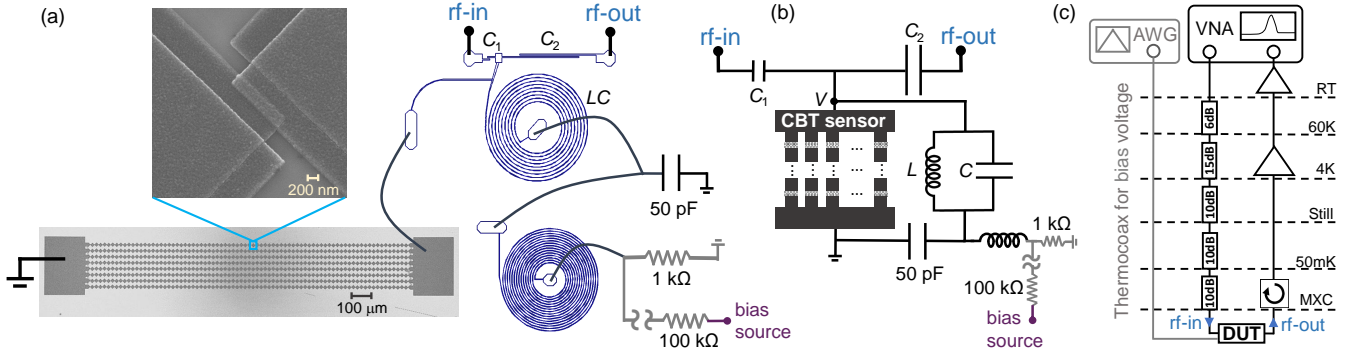 (a)
rf-in
rf-out
C1
C2
LC
200 nm
50 pF
1 kΩ
100 μm
100 kΩ
bias
source
(b)
rf-in
C2
rf-out
C1
V
CBT sensor
...
...
...
L
C
50 pF
1 kΩ
100 kΩ
bias
source
(c)
AWG
VNA
Thermocoax for bias voltage
RT
6dB
60K
15dB
4K
10dB
Still
10dB
50mK
10dB
MXC
rf-in
DUT
rf-out